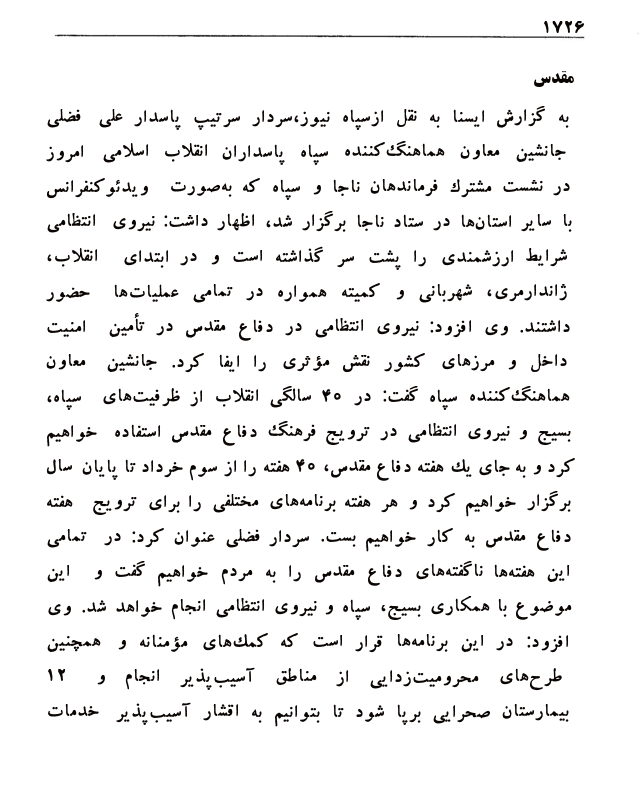 ۱۷۲۶
مقدس
به گزارش ایسنا به نقل ازسپاه نیوز،سردار سرتیپ پاسدار علی فضلی
جانشین معاون هماهنگ‌کننده سپاه پاسداران انقلاب اسلامی امروز
در نشست مشترك فرماندهان ناجا و سپاه که به‌صورت ویدئوکنفرانس
با سایر استان‌ها در ستاد ناجا برگزار شد، اظهار داشت: نیروی انتظامی
شرایط ارزشمندی را پشت سر گذاشته است و در ابتدای انقلاب،
ژاندارمری، شهربانی و کمیته همواره در تمامی عملیات‌ها حضور
داشتند. وی افزود: نیروی انتظامی در دفاع مقدس در تأمین امنیت
داخل و مرزهای کشور نقش مؤثری را ایفا کرد. جانشین معاون
هماهنگ‌کننده سپاه گفت: در ۴۰ سالگی انقلاب از ظرفیت‌های سپاه،
بسیج و نیروی انتظامی در ترویج فرهنگ دفاع مقدس استفاده خواهیم
کرد و به جای یك هفته دفاع مقدس، ۴۰ هفته را از سوم خرداد تا پایان سال
برگزار خواهیم کرد و هر هفته برنامه‌های مختلفی را برای ترویج هفته
دفاع مقدس به کار خواهیم بست. سردار فضلی عنوان کرد: در تمامی
این هفته‌ها ناگفته‌های دفاع مقدس را به مردم خواهیم گفت و این
موضوع با همکاری بسیج، سپاه و نیروی انتظامی انجام خواهد شد. وی
افزود: در این برنامه‌ها قرار است که کمك‌های مؤمنانه و همچنین
طرح‌های محرومیت‌زدایی از مناطق آسیب‌پذیر انجام و ۱۲
بیمارستان صحرایی برپا شود تا بتوانیم به اقشار آسیب‌پذیر خدمات